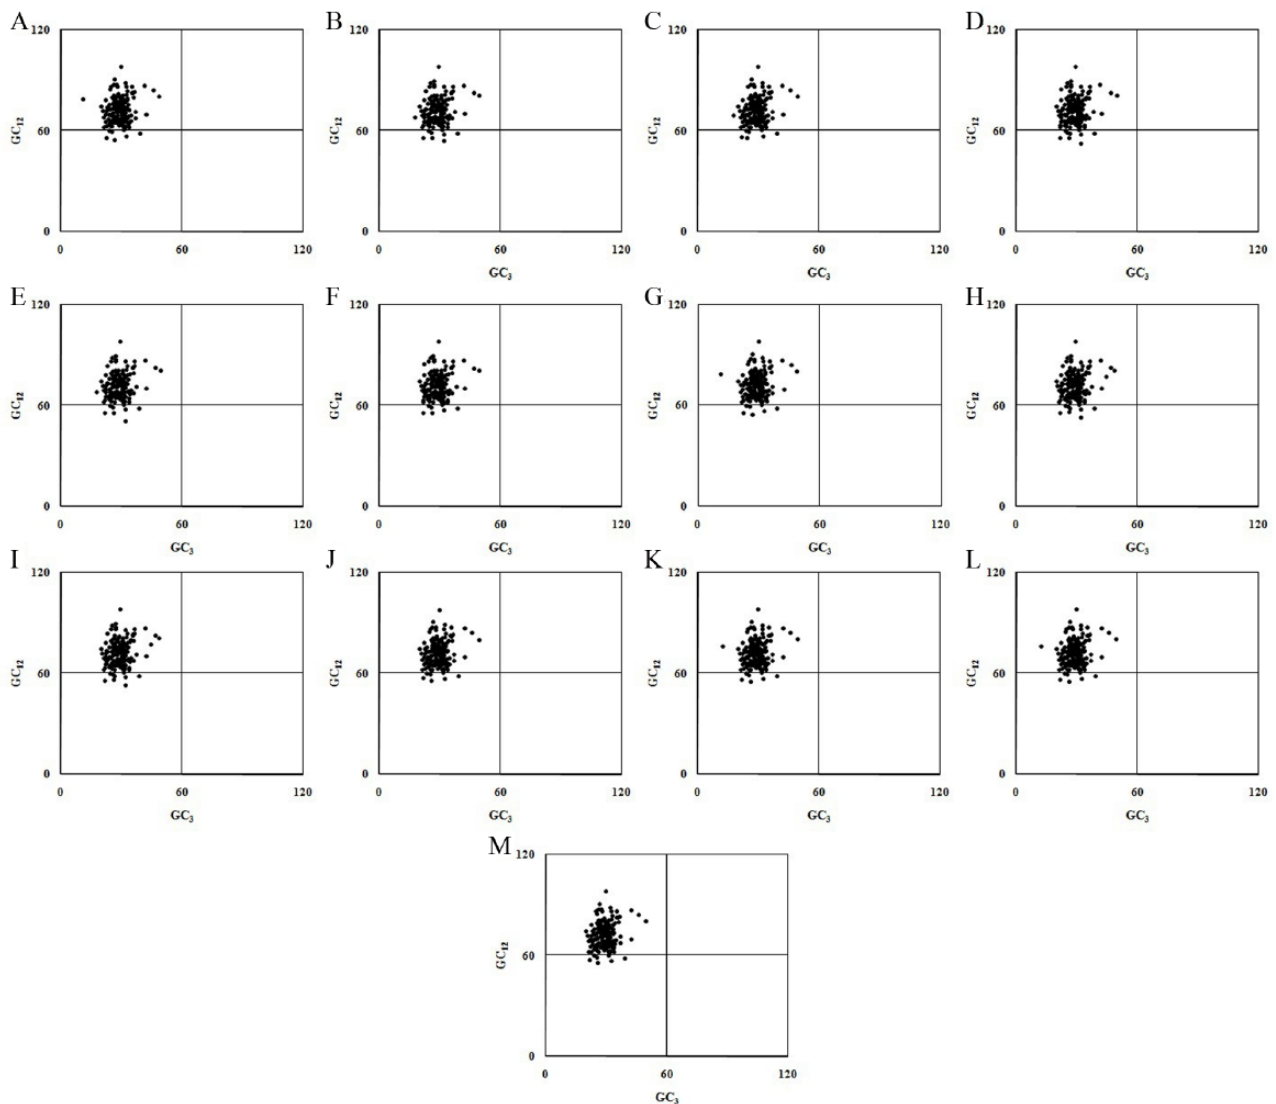 A 120 B 120 C 120 D 120
GC12 GC12 GC12 GC12
60 60 60 60
0 0 0 0
0 60 120 0 60 120 0 60 120 0 60 120
GC3 GC3 GC3 GC3
E 120 F 120 G 120 H 120
GC12 GC12 GC12 GC12
60 60 60 60
0 0 0 0
0 60 120 0 60 120 0 60 120 0 60 120
GC3 GC3 GC3 GC3
I 120 J 120 K 120 L 120
GC12 GC12 GC12 GC12
60 60 60 60
0 0 0 0
0 60 120 0 60 120 0 60 120 0 60 120
GC3 GC3 GC3 GC3
M 120
GC12
60
0
0 60 120
GC3